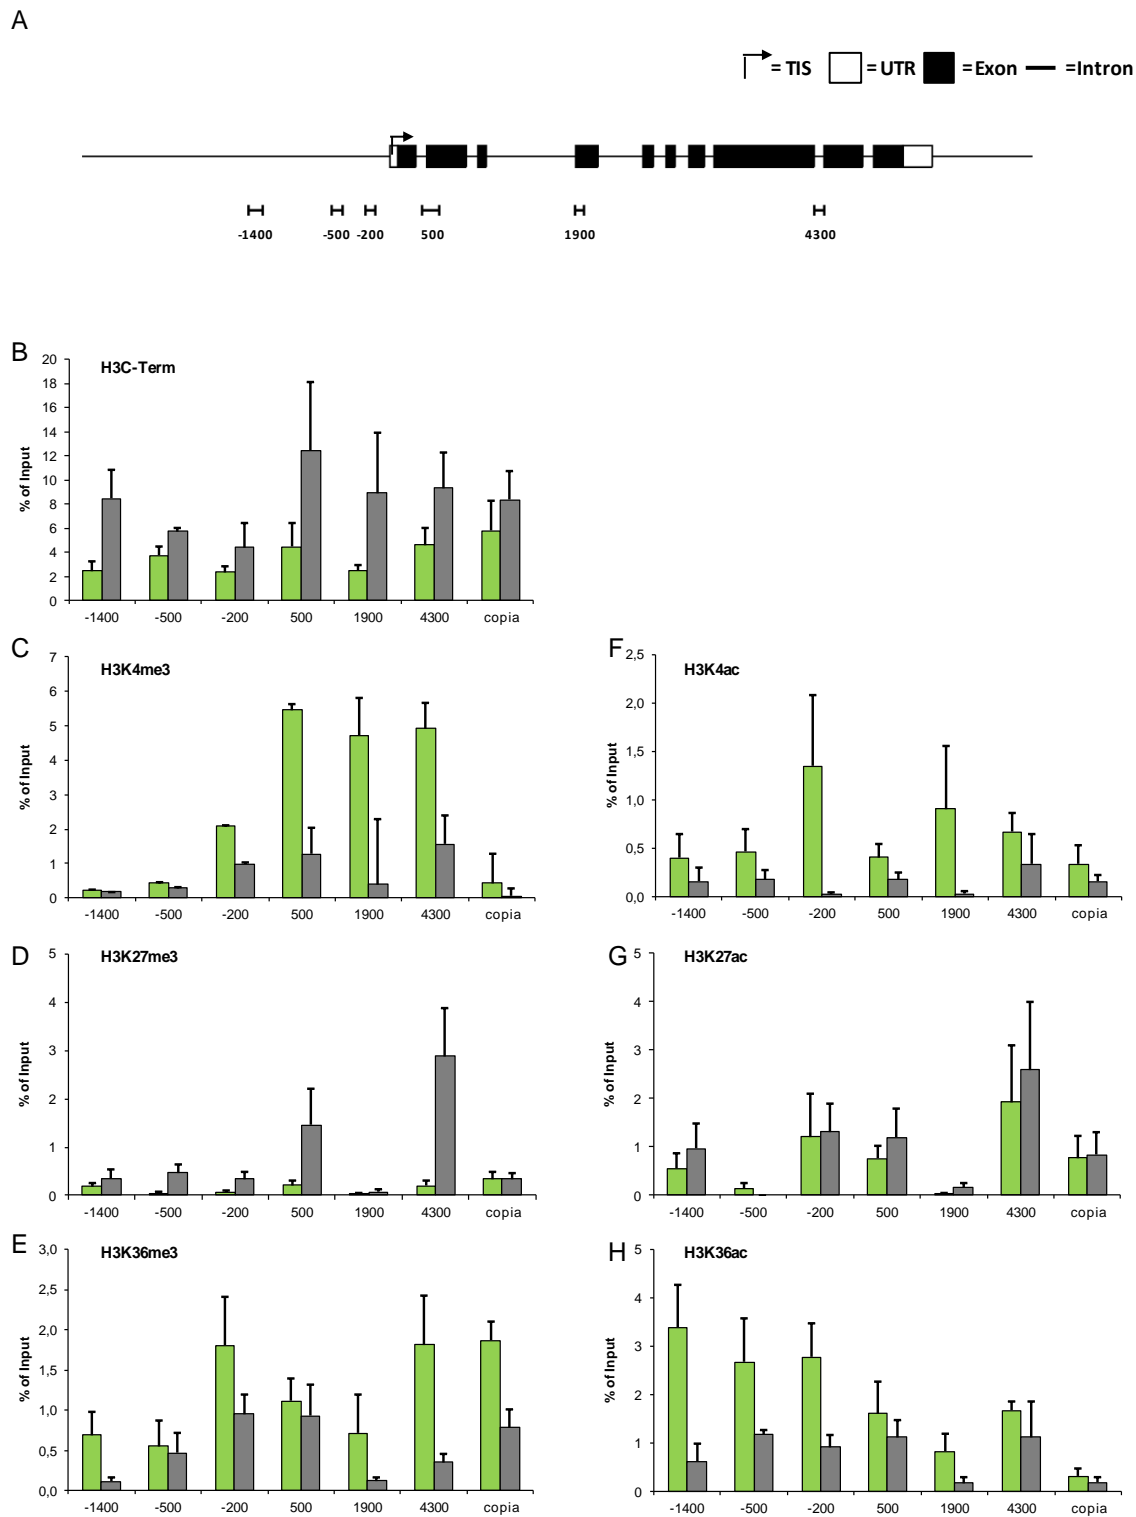 A
= TIS =UTR =Exon =Intron
-1400 -500 -200 500 1900 4300
B
H3C-Term
% of Input
20
18
16
14
12
10
8
6
4
2
0
-1400 -500 -200 500 1900 4300 copia
C
H3K4me3
% of Input
7
6
5
4
3
2
1
0
-1400 -500 -200 500 1900 4300 copia
F
H3K4ac
% of Input
2,5
2,0
1,5
1,0
0,5
0,0
-1400 -500 -200 500 1900 4300 copia
D
H3K27me3
% of Input
5
4
3
2
1
0
-1400 -500 -200 500 1900 4300 copia
G
H3K27ac
% of Input
5
4
3
2
1
0
-1400 -500 -200 500 1900 4300 copia
E
H3K36me3
% of Input
3,0
2,5
2,0
1,5
1,0
0,5
0,0
-1400 -500 -200 500 1900 4300 copia
H
H3K36ac
% of Input
5
4
3
2
1
0
-1400 -500 -200 500 1900 4300 copia